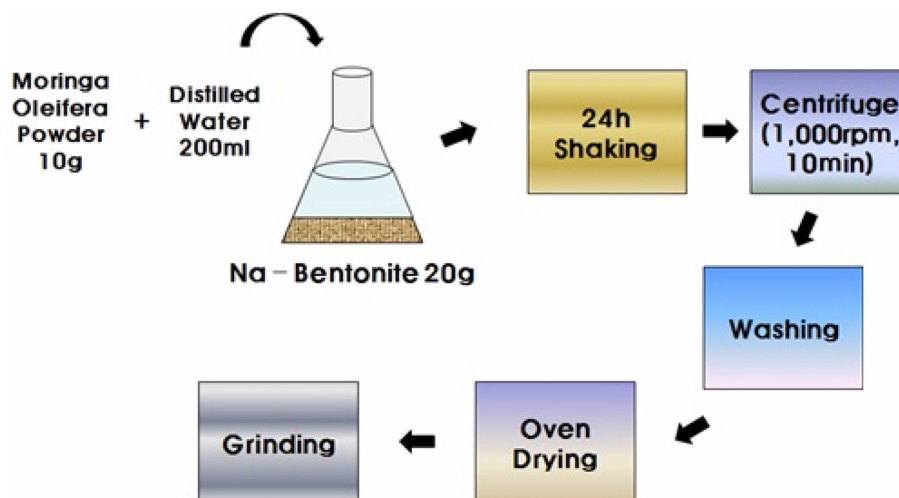 Moringa
Oleifera
Powder
10g
+
Distilled
Water
200ml
Na – Bentonite 20g
24h
Shaking
Centrifuge
(1,000rpm,
10min)
Washing
Oven
Drying
Grinding